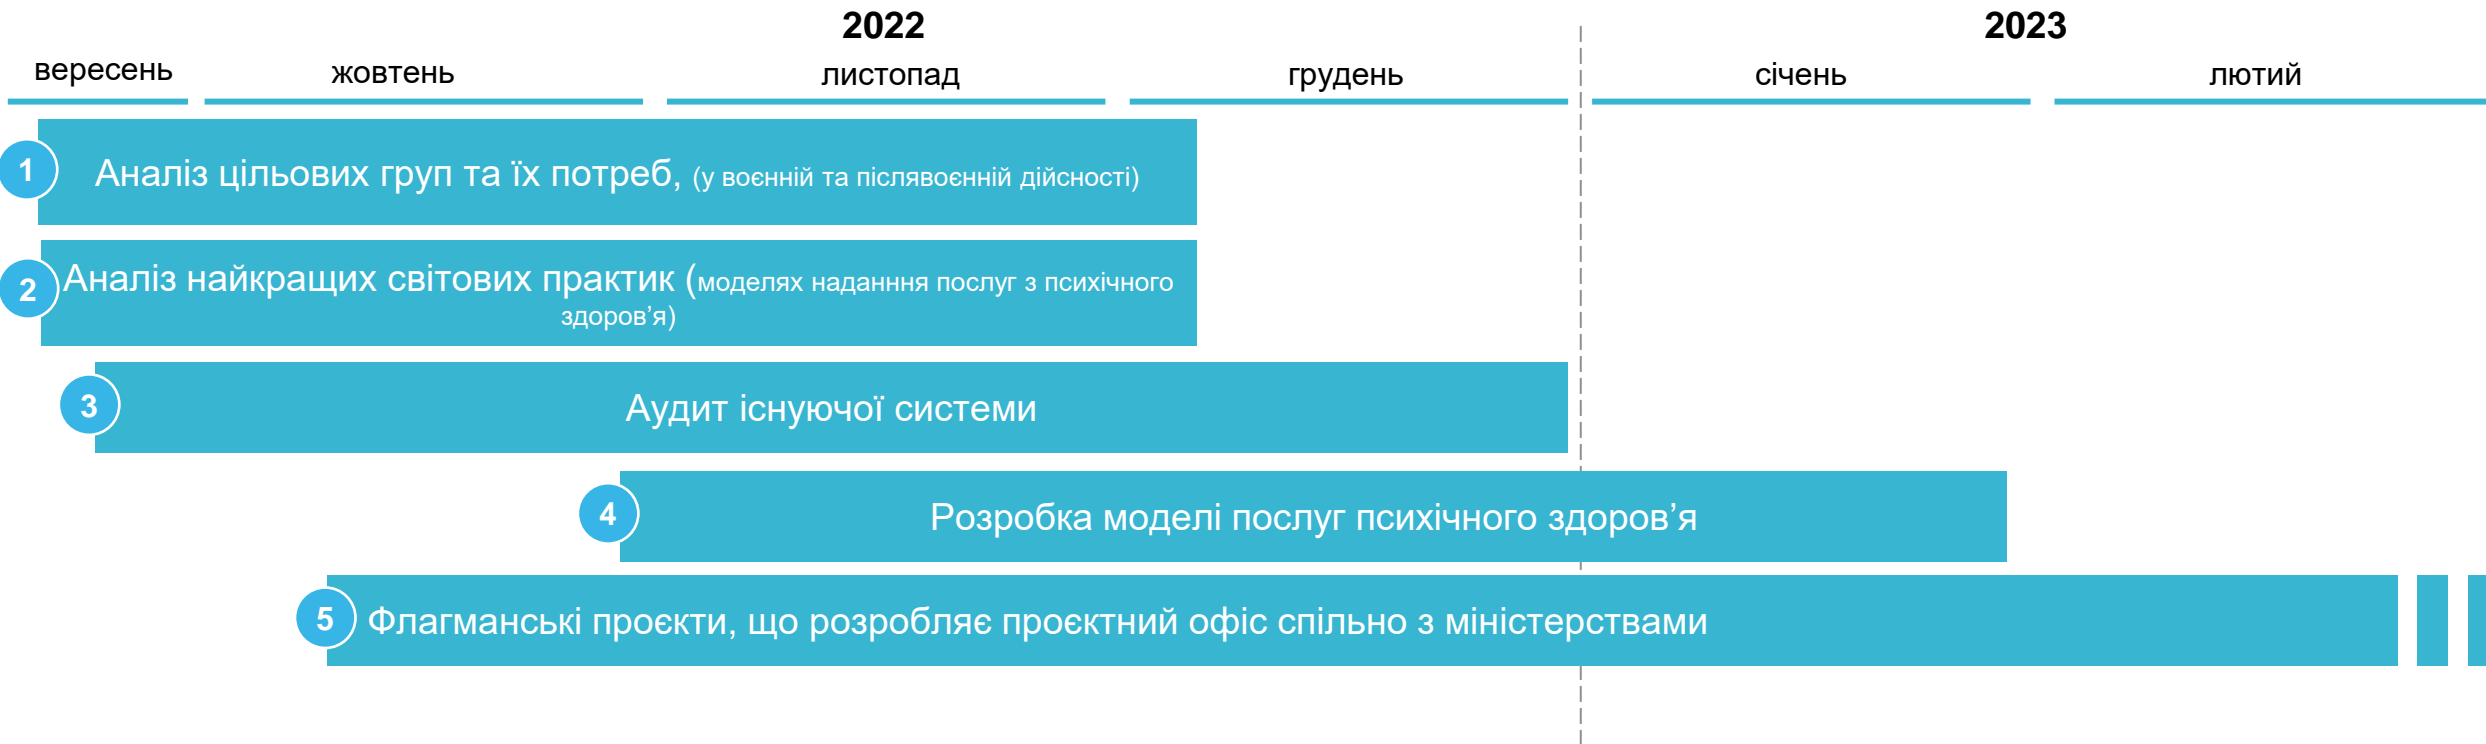 2022
2023
вересень
жовтень
листопад
грудень
січень
лютий
1
Аналіз цільових груп та їх потреб, (у воєнній та післявоєнній дійсності)
2
Аналіз найкращих світових практик (моделях наданння послуг з психічного
здоров’я)
3
Аудит існуючої системи
4
Розробка моделі послуг психічного здоров’я
5
Флагманські проєкти, що розробляє проєктний офіс спільно з міністерствами